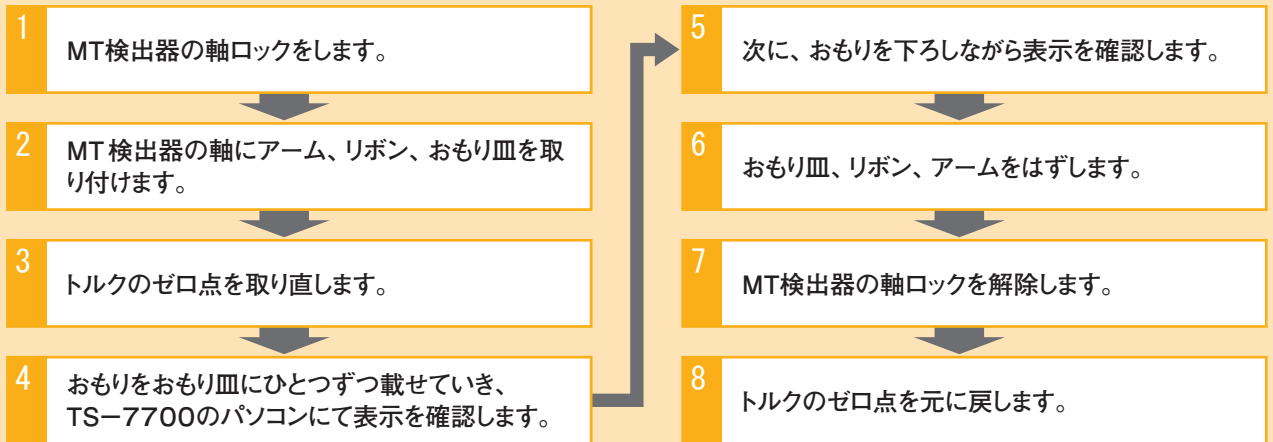 1
MT検出器の軸ロックをします。
2
MT検出器の軸にアーム、リボン、おもり皿を取
り付けます。
3
トルクのゼロ点を取り直します。
4
おもりをおもり皿にひとつずつ載せていき、
TS−7700のパソコンにて表示を確認します。
5
次に、おもりを下ろしながら表示を確認します。
6
おもり皿、リボン、アームをはずします。
7
MT検出器の軸ロックを解除します。
8
トルクのゼロ点を元に戻します。